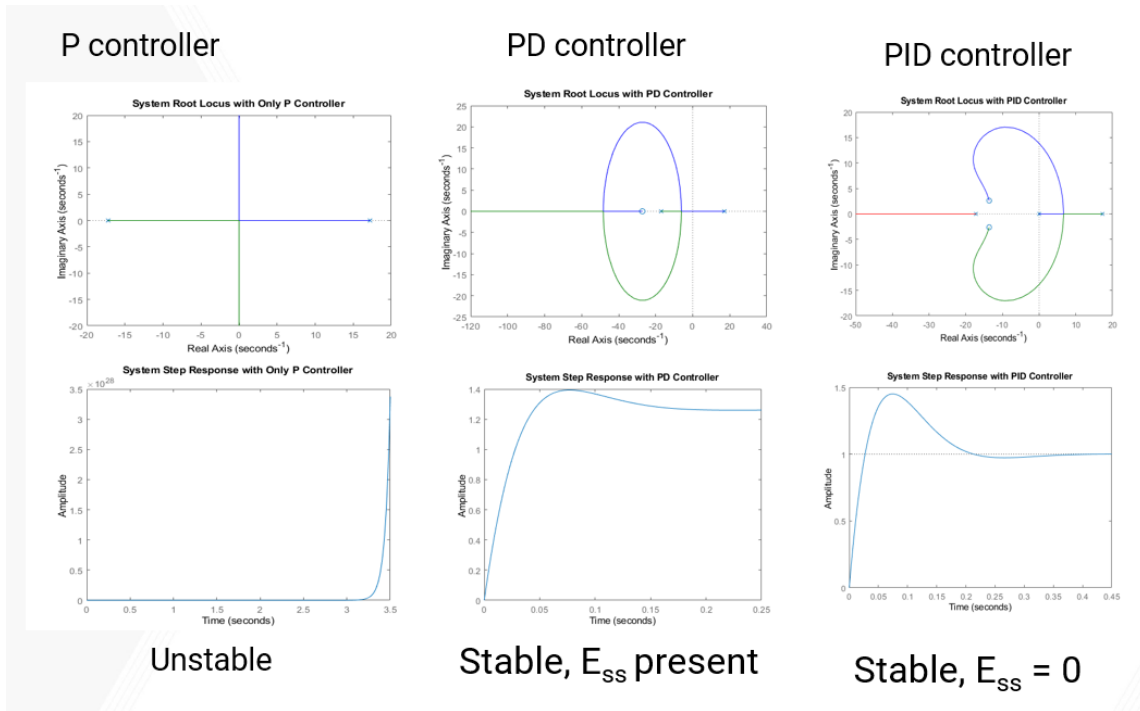 P controller
PD controller
PID controller
System Root Locus with Only P Controller
20
15
10
5
0
-5
-10
-15
-20
Imaginary Axis (seconds⁻¹)
-20 -15 -10 -5 0 5 10 15 20
Real Axis (seconds⁻¹)
System Root Locus with PD Controller
25
20
15
10
5
0
-5
-10
-15
-20
-25
Imaginary Axis (seconds⁻¹)
-120 -100 -80 -60 -40 -20 0 20 40
Real Axis (seconds⁻¹)
System Root Locus with PID Controller
20
15
10
5
0
-5
-10
-15
-20
Imaginary Axis (seconds⁻¹)
-50 -40 -30 -20 -10 0 10 20
Real Axis (seconds⁻¹)
System Step Response with Only P Controller
× 10²⁸
3.5
3
2.5
2
1.5
1
0.5
0
Amplitude
0 0.5 1 1.5 2 2.5 3 3.5
Time (seconds)
System Step Response with PD Controller
1.4
1.2
1
0.8
0.6
0.4
0.2
0
Amplitude
0 0.05 0.1 0.15 0.2 0.25
Time (seconds)
System Step Response with PID Controller
1.5
1
0.5
0
Amplitude
0 0.05 0.1 0.15 0.2 0.25 0.3 0.35 0.4 0.45
Time (seconds)
Unstable
Stable, Ess present
Stable, Ess = 0